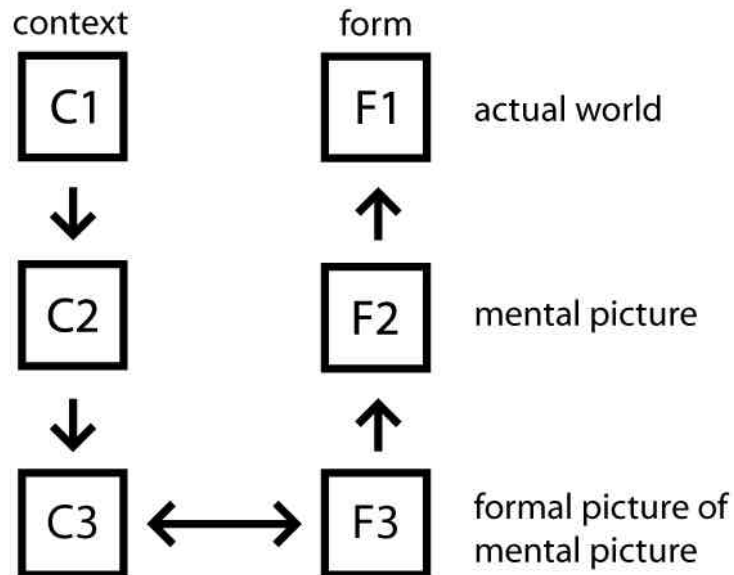 context form
C1 F1 actual world
C2 F2 mental picture
C3 F3 formal picture of
mental picture